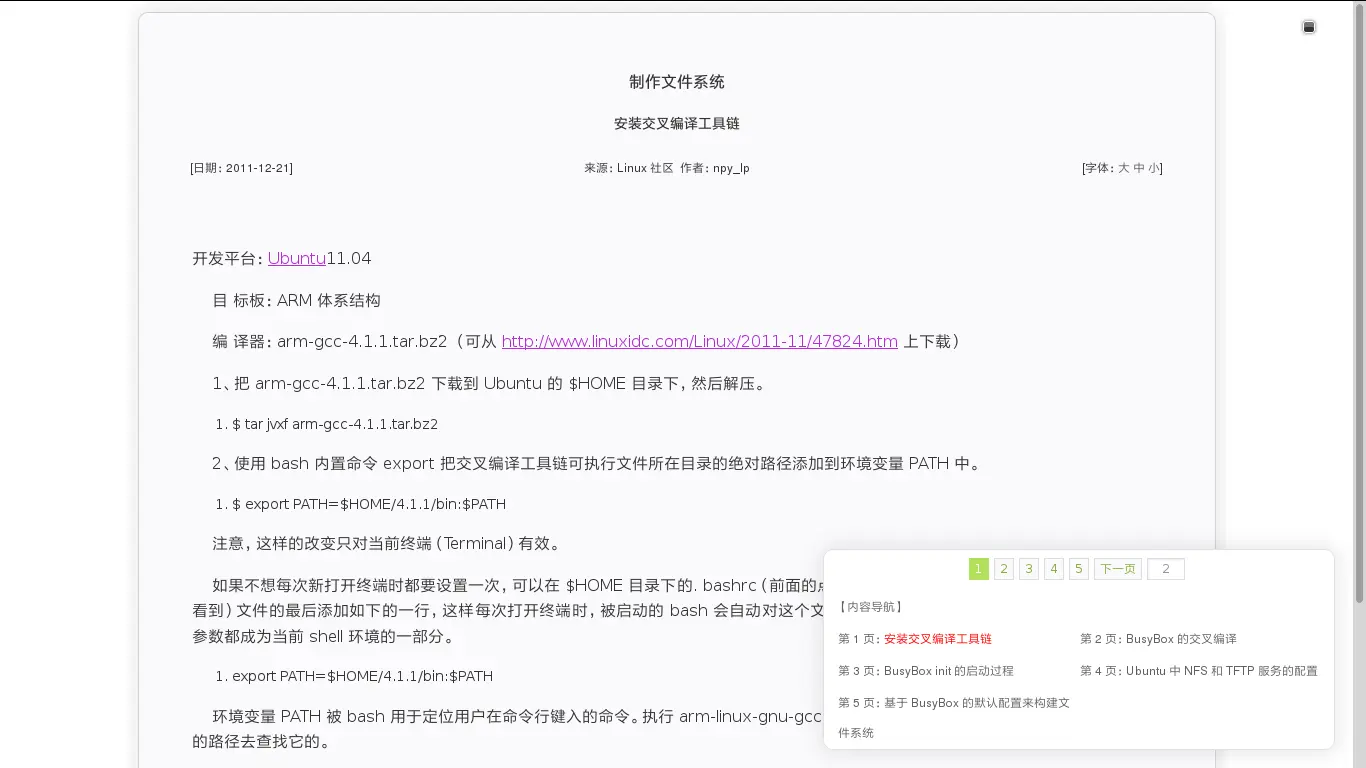 制作文件系统
安装交叉编译工具链
[日期：2011-12-21]
来源：Linux 社区 作者：npy_lp
[字体：大 中 小]
开发平台：Ubuntu11.04
目 标板：ARM 体系结构
编 译器：arm-gcc-4.1.1.tar.bz2（可从 http://www.linuxidc.com/Linux/2011-11/47824.htm 上下载）
1、把 arm-gcc-4.1.1.tar.bz2 下载到 Ubuntu 的 $HOME 目录下，然后解压。
1. $ tar jvxf arm-gcc-4.1.1.tar.bz2
2、使用 bash 内置命令 export 把交叉编译工具链可执行文件所在目录的绝对路径添加到环境变量 PATH 中。
1. $ export PATH=$HOME/4.1.1/bin:$PATH
注意，这样的改变只对当前终端（Terminal）有效。
如果不想每次新打开终端时都要设置一次，可以在 $HOME 目录下的. bashrc（前面的
看到）文件的最后添加如下的一行，这样每次打开终端时，被启动的 bash 会自动对这个文
参数都成为当前 shell 环境的一部分。
1. export PATH=$HOME/4.1.1/bin:$PATH
环境变量 PATH 被 bash 用于定位用户在命令行键入的命令。执行 arm-linux-gnu-gcc
的路径去查找它的。
1 2 3 4 5 下一页 2
【内容导航】
第 1 页：安装交叉编译工具链
第 2 页：BusyBox 的交叉编译
第 3 页：BusyBox init 的启动过程
第 4 页：Ubuntu 中 NFS 和 TFTP 服务的配置
第 5 页：基于 BusyBox 的默认配置来构建文
件系统